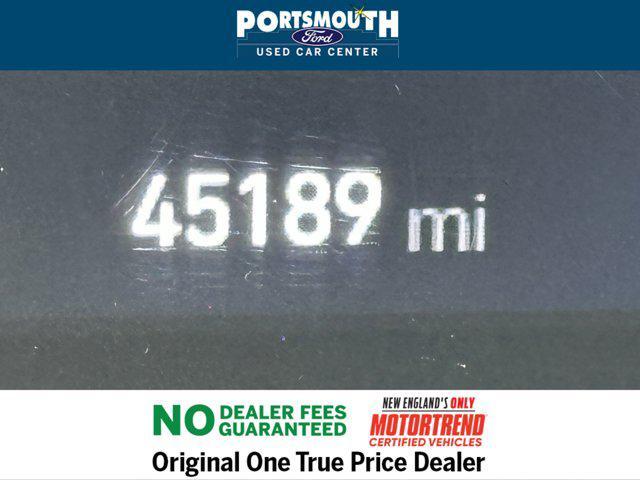 PORTSMOUTH
Ford
USED CAR CENTER
45189 mi
NO DEALER FEES
GUARANTEED
NEW ENGLAND'S ONLY
MOTORTREND
CERTIFIED VEHICLES
Original One True Price Dealer